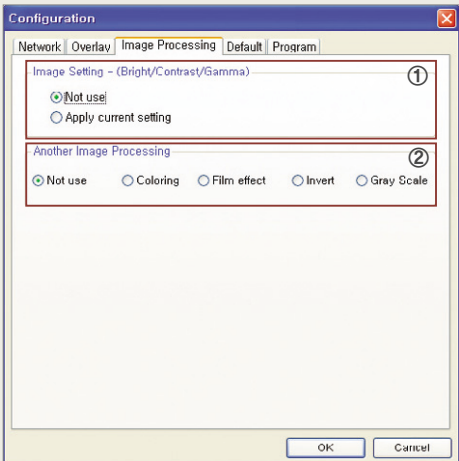 Configuration
Network Overlay Image Processing Default Program
Image Setting - (Bright/Contrast/Gamma)
①
Not use
Apply current setting
Another Image Processing
②
Not use Coloring Film effect Invert Gray Scale
OK Cancel